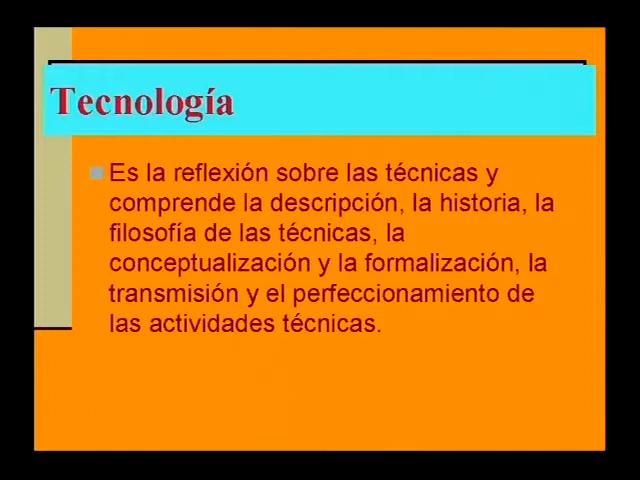 Tecnología
Es la reflexión sobre las técnicas y
comprende la descripción, la historia, la
filosofía de las técnicas, la
conceptualización y la formalización, la
transmisión y el perfeccionamiento de
las actividades técnicas.